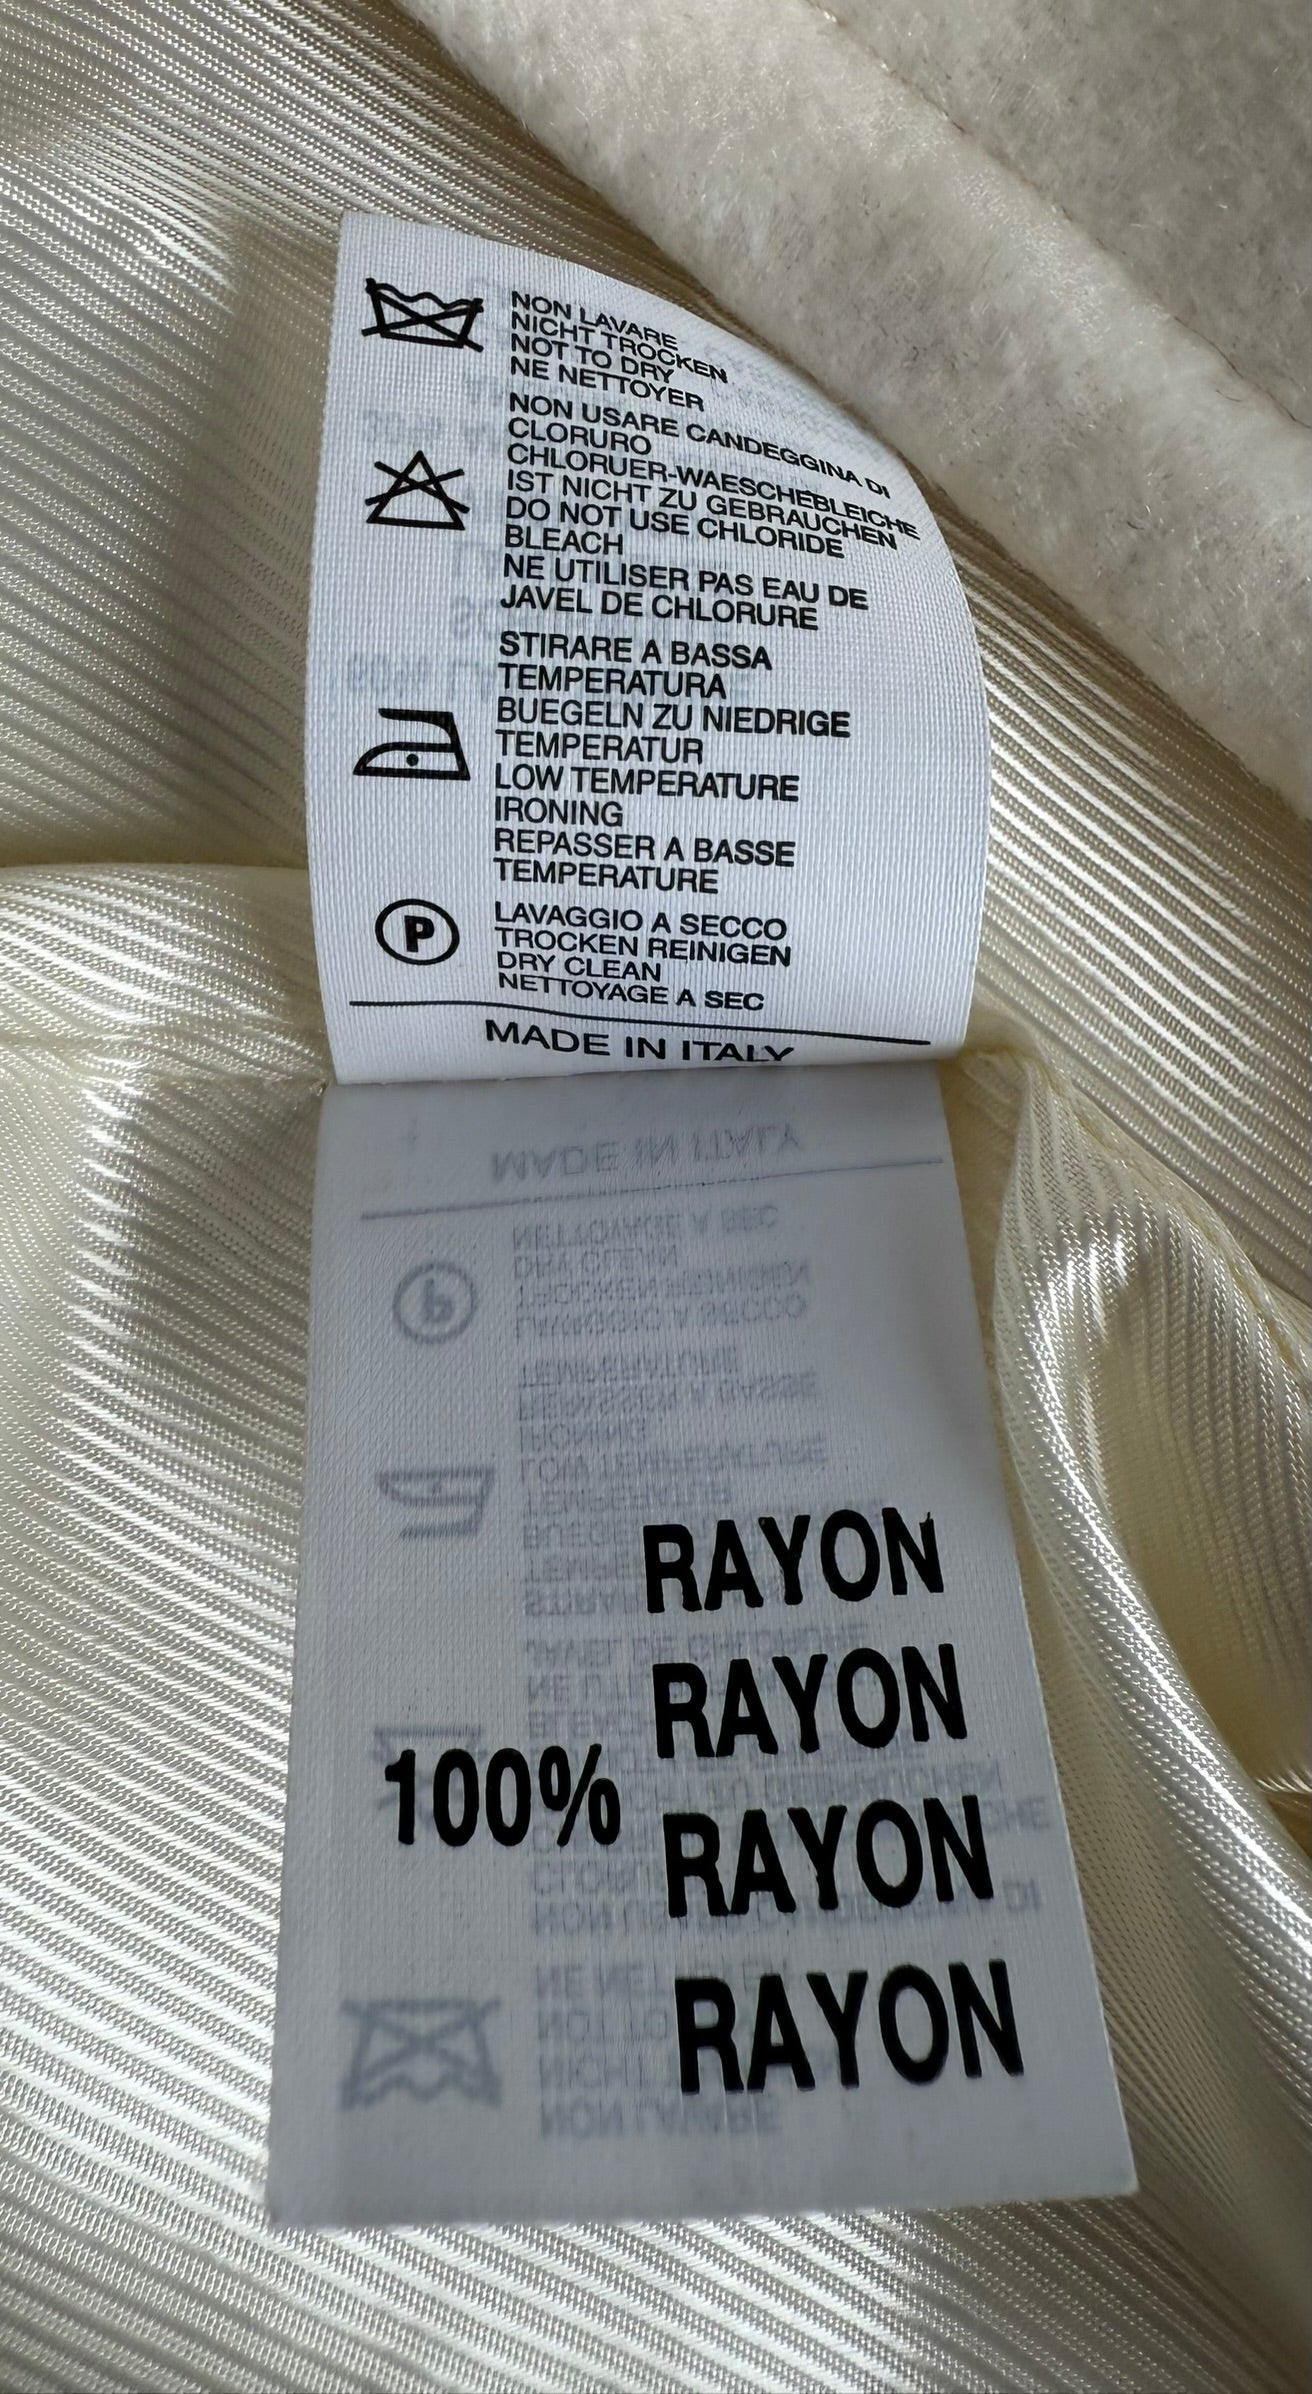 NON LAVARE
NICHT TROCKEN
NOT TO DRY
NE NETTOYER
NON USARE CANDEGGINA DI
CLORURO
CHLORUER-WAESCHEBLEICHE
IST NICHT ZU GEBRAUCHEN
DO NOT USE CHLORIDE
BLEACH
NE UTILISER PAS EAU DE
JAVEL DE CHLORURE
STIRARE A BASSA
TEMPERATURA
BUEGELN ZU NIEDRIGE
TEMPERATUR
LOW TEMPERATURE
IRONING
REPASSER A BASSE
TEMPERATURE
P
LAVAGGIO A SECCO
TROCKEN REINIGEN
DRY CLEAN
NETTOYAGE A SEC
MADE IN ITALY
RAYON
RAYON
100%
RAYON
RAYON